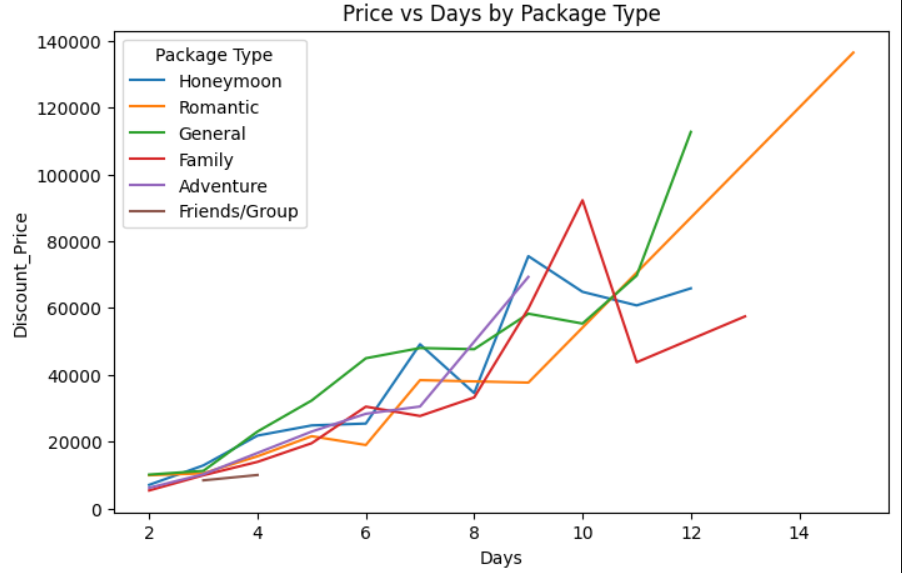 Price vs Days by Package Type
140000
120000
100000
80000
60000
40000
20000
0
Discount_Price
Package Type
Honeymoon
Romantic
General
Family
Adventure
Friends/Group
2
4
6
8
10
12
14
Days